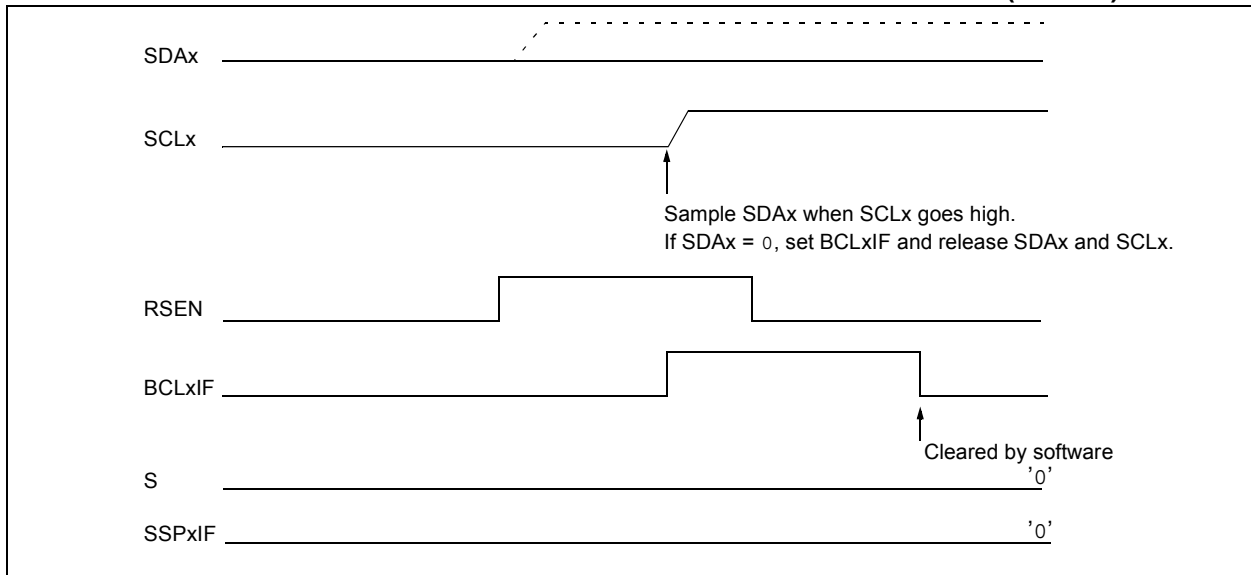 SDAx
SCLx
Sample SDAx when SCLx goes high.
If SDAx = 0, set BCLxIF and release SDAx and SCLx.
RSEN
BCLxIF
Cleared by software
S
'0'
SSPxIF
'0'